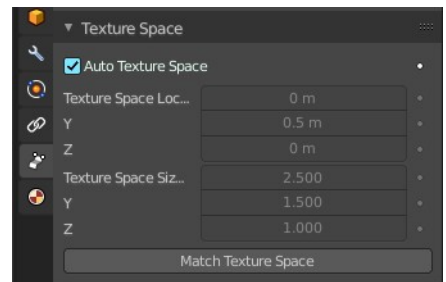 Texture Space
Auto Texture Space
Texture Space Loc... 0 m
Y 0.5 m
Z 0 m
Texture Space Siz... 2.500
Y 1.500
Z 1.000
Match Texture Space